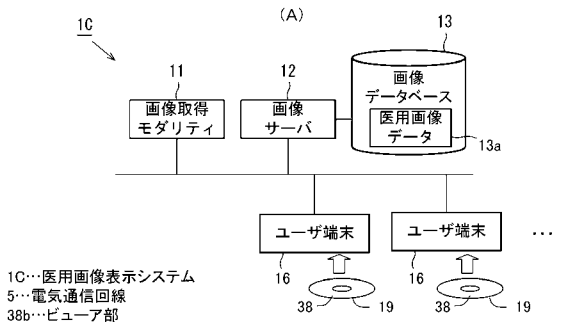 (A)
1C
13
11
12
画像
データベース
画像取得
モダリティ
画像
サーバ
医用画像
データ
13a
ユーザ端末
ユーザ端末
...
16
16
38
19
38
19
1C…医用画像表示システム
5…電気通信回線
38b…ビューア部